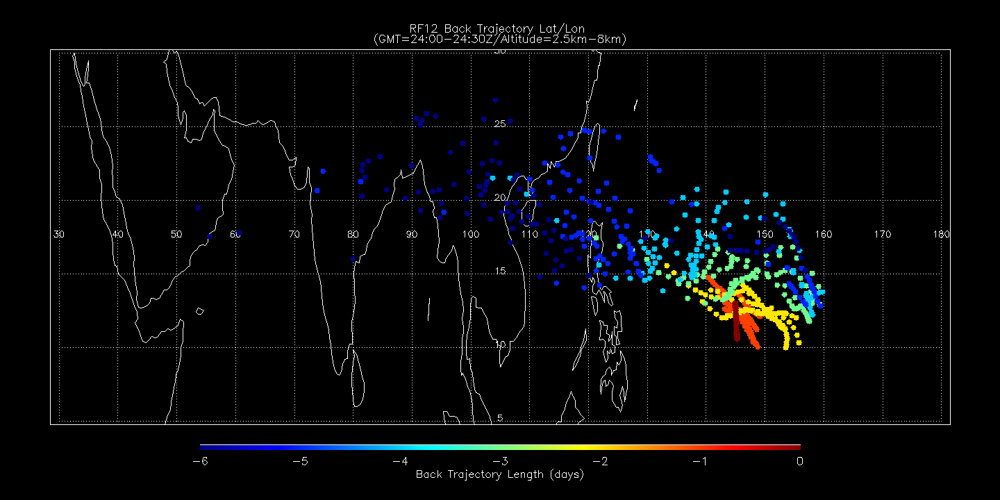 RF12 Back Trajectory Lat/Lon
(GMT=24:00-24:30Z/Altitude=2.5km-8km)
30
25
20
30 40 50 60 70 80 90 100 110 120 130 140 150 160 170 180
15
10
5
-6 -5 -4 -3 -2 -1 0
Back Trajectory Length (days)